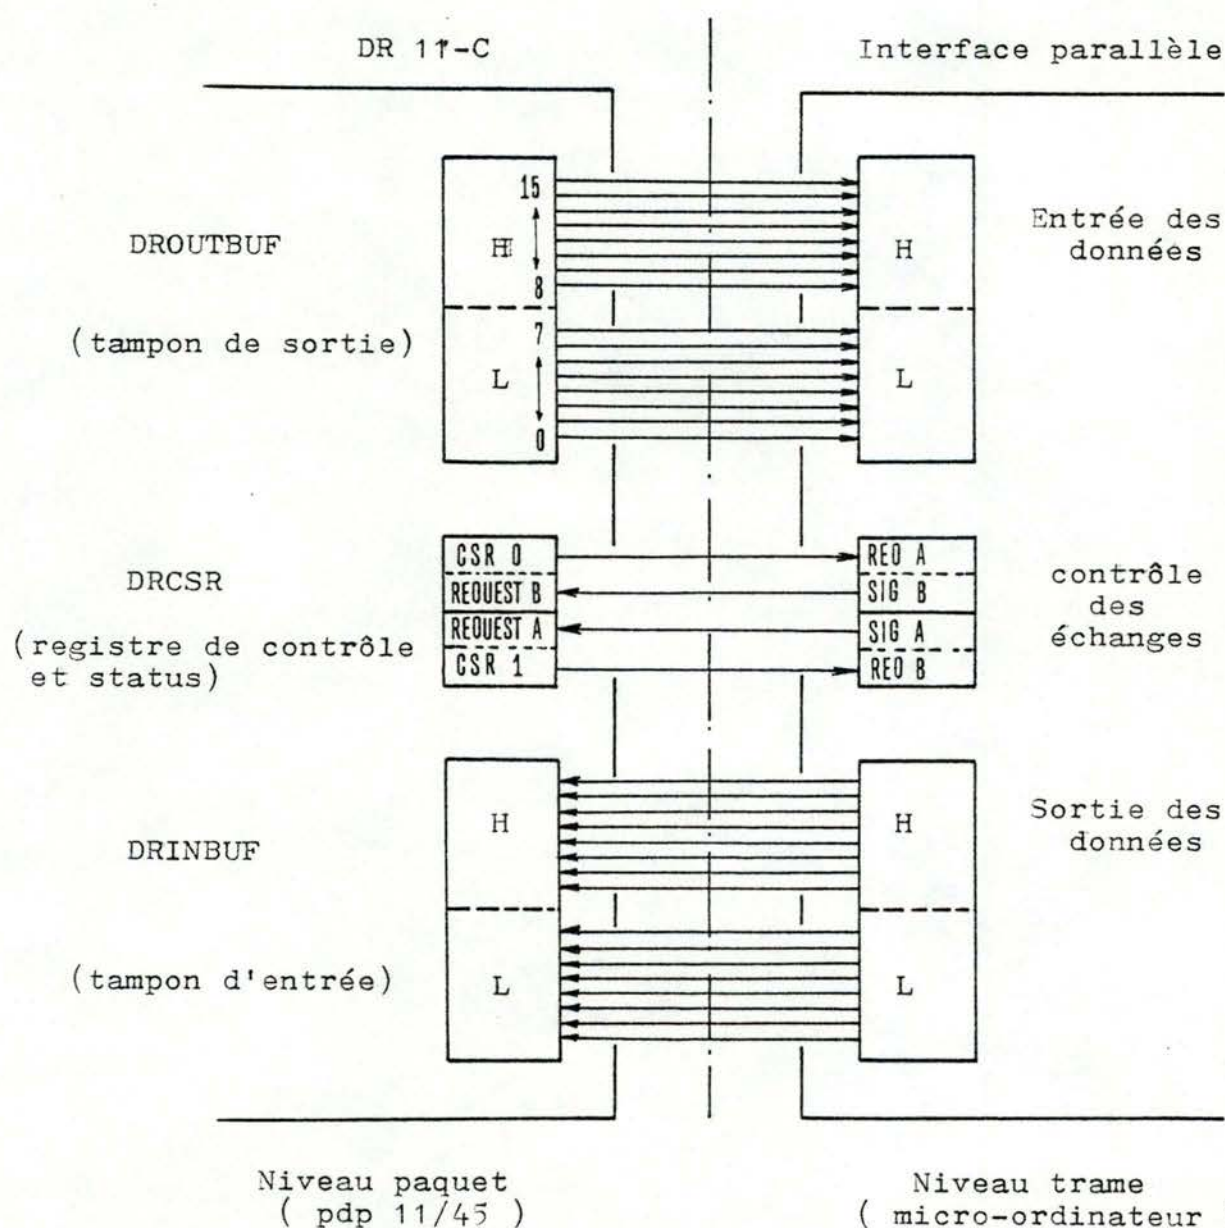 DR 11-C
Interface parallèle
15
DROUTBUF
H
H
Entrée des
données
8
(tampon de sortie)
7
L
L
0
DRCSR
(registre de contrôle
et status)
CSR 0
REQUEST B
REQUEST A
CSR 1
REQ A
SIG B
SIG A
REQ B
contrôle
des
échanges
DRINBUF
H
H
Sortie des
données
(tampon d'entrée)
L
L
Niveau paquet
( pdp 11/45 )
Niveau trame
( micro-ordinateur